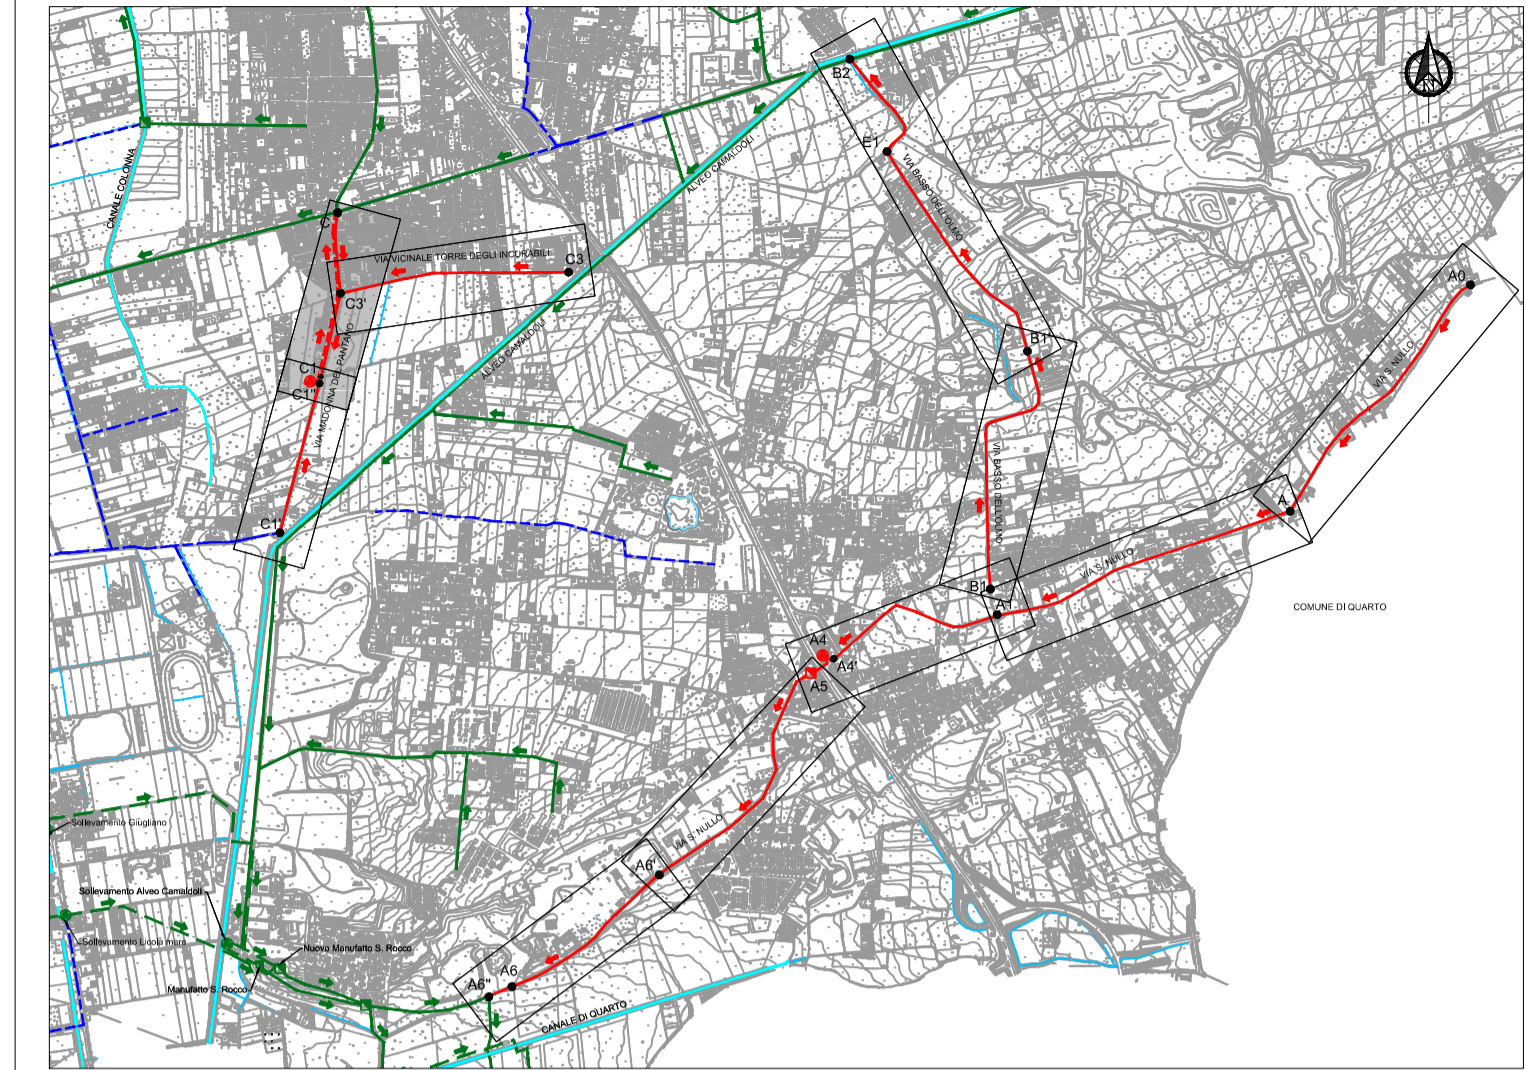 B2
CANALE COLONNA
ALVEO CAMALDOLI
E1
VIA BASSO DELL'OLMO
C
VIA VICINALE TORRE DEGLI INCURABILI
C3
A0
C3'
ALVEO CAMALDOLI
VIA MADONNA DEL PANTANO
B1'
VIA S. NULLO
C1
C1"
VIA BASSO DELL'OLMO
A
C1'
VIA S. NULLO
B1
A1
COMUNE DI QUARTO
A4
A4'
A5
Sollevamento Giugliano
VIA S. NULLO
A6'
Sollevamento Alveo Camaldoli
Sollevamento Licola mare
Nuovo Manufatto S. Rocco
Manufatto S. Rocco
A6
A6"
CANALE DI QUARTO